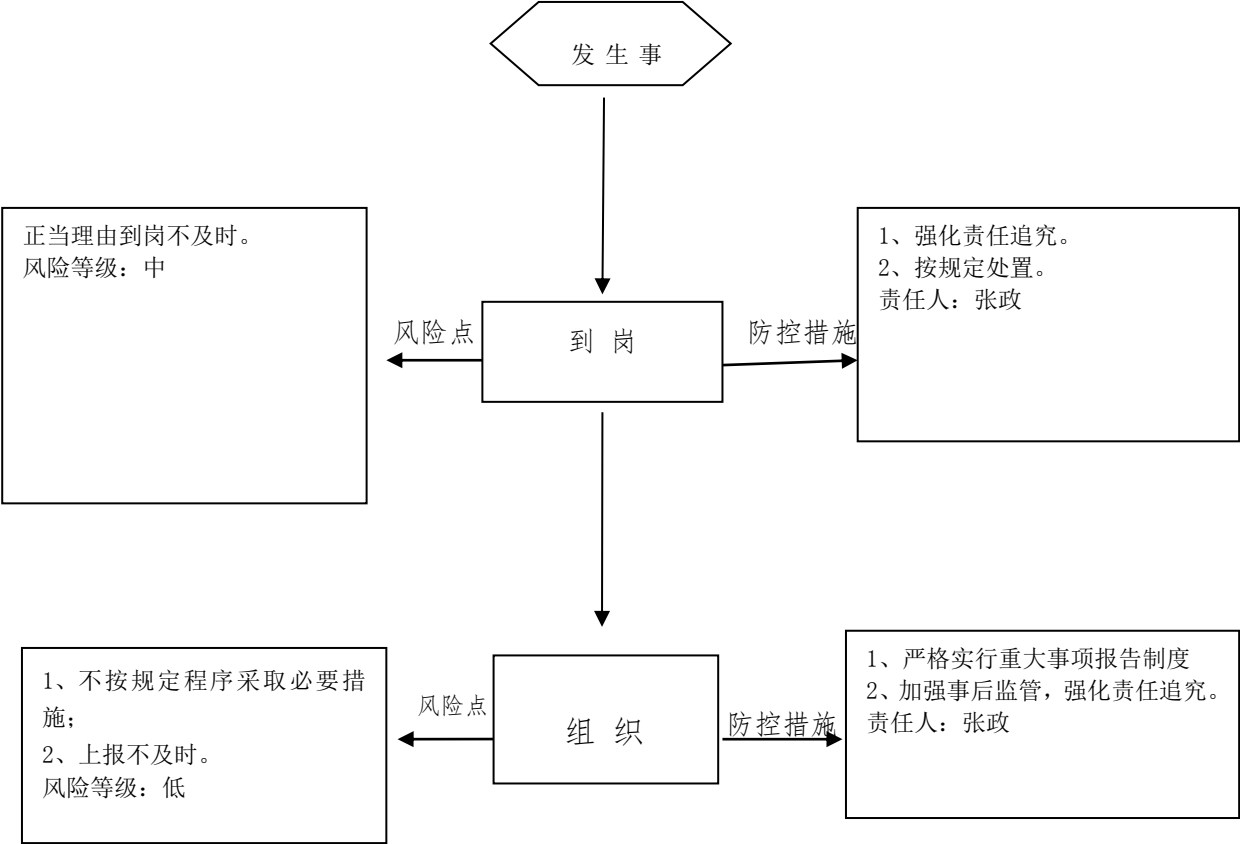 发生事
正当理由到岗不及时。
风险等级：中
风险点
到岗
防控措施
1、强化责任追究。
2、按规定处置。
责任人：张政
1、不按规定程序采取必要措
施；
2、上报不及时。
风险等级：低
风险点
组织
防控措施
1、严格实行重大事项报告制度
2、加强事后监管，强化责任追究。
责任人：张政